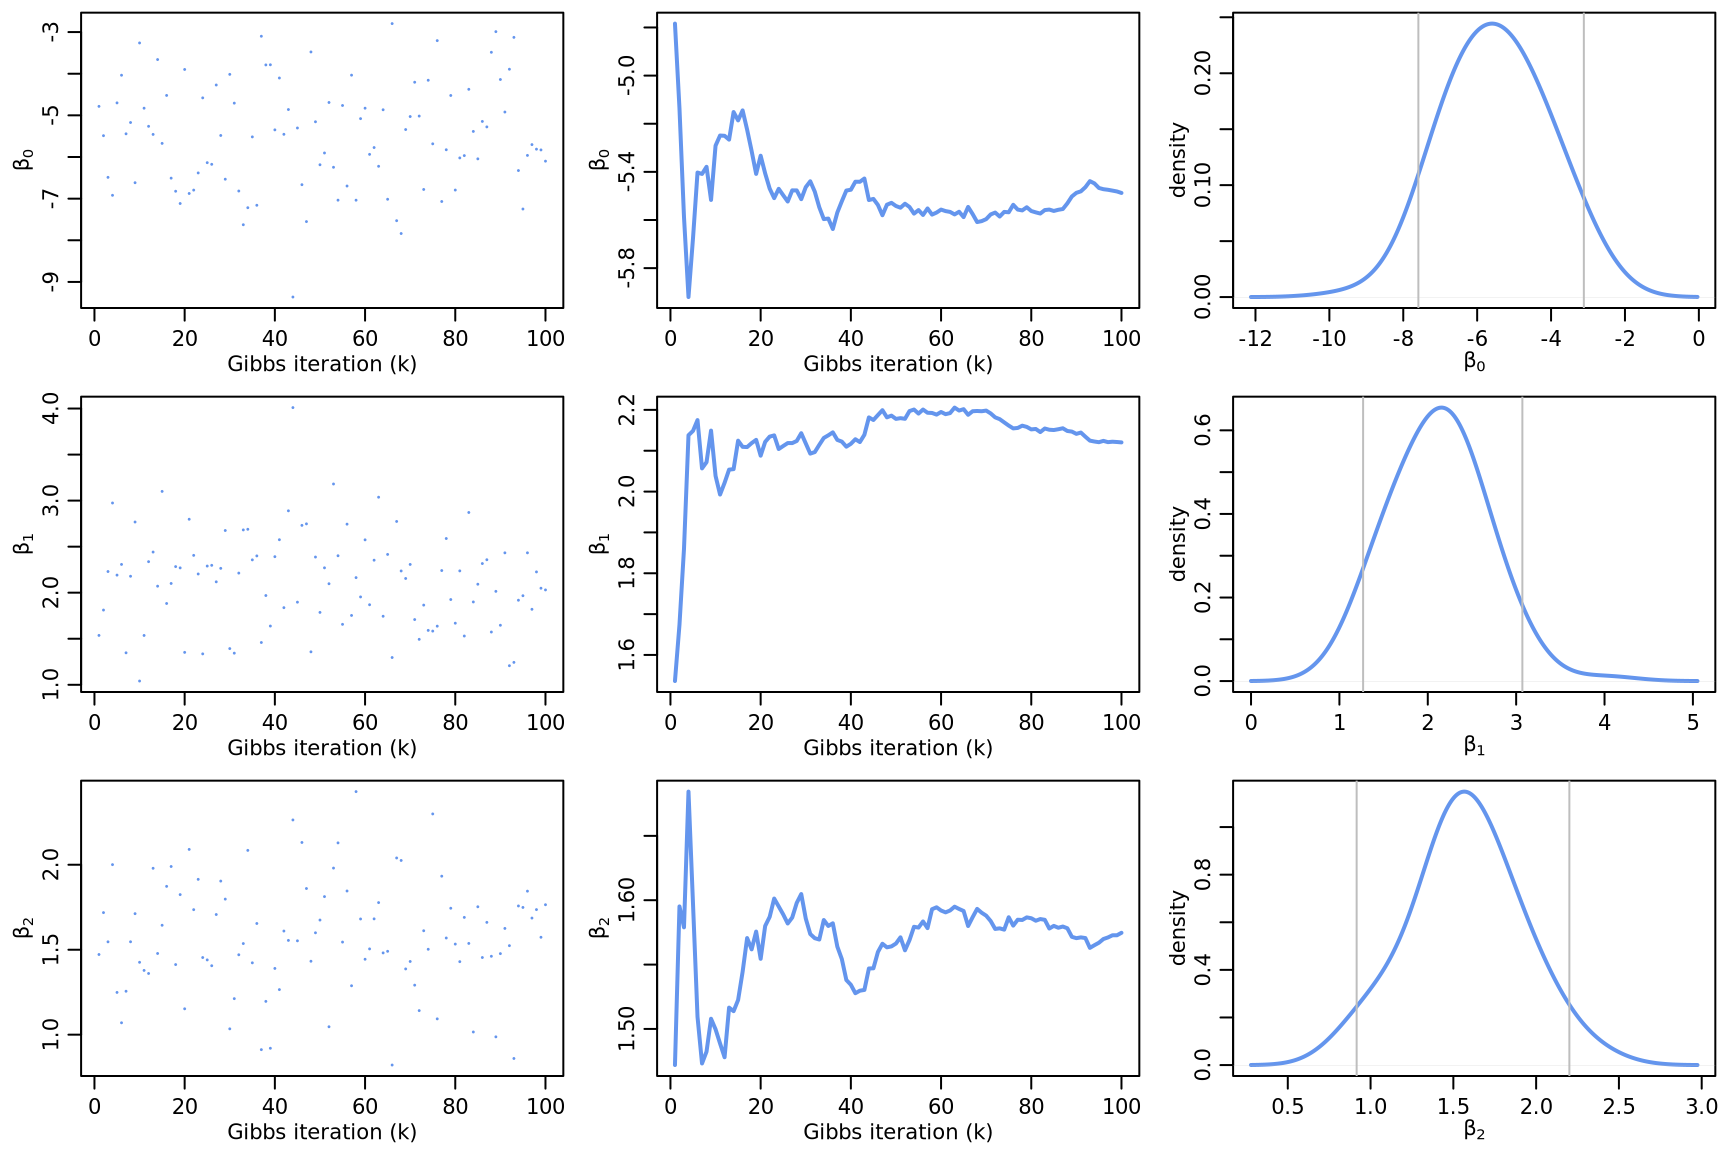 -3
-5
-7
-9
β₀
0 20 40 60 80 100
Gibbs iteration (k)
-5.0
-5.4
-5.8
β₀
0 20 40 60 80 100
Gibbs iteration (k)
0.20
0.10
0.00
density
-12 -10 -8 -6 -4 -2 0
β₀
4.0
3.0
2.0
1.0
β₁
0 20 40 60 80 100
Gibbs iteration (k)
2.2
2.0
1.8
1.6
β₁
0 20 40 60 80 100
Gibbs iteration (k)
0.6
0.4
0.2
0.0
density
0 1 2 3 4 5
β₁
2.0
1.5
1.0
β₂
0 20 40 60 80 100
Gibbs iteration (k)
1.60
1.50
β₂
0 20 40 60 80 100
Gibbs iteration (k)
0.8
0.4
0.0
density
0.5 1.0 1.5 2.0 2.5 3.0
β₂